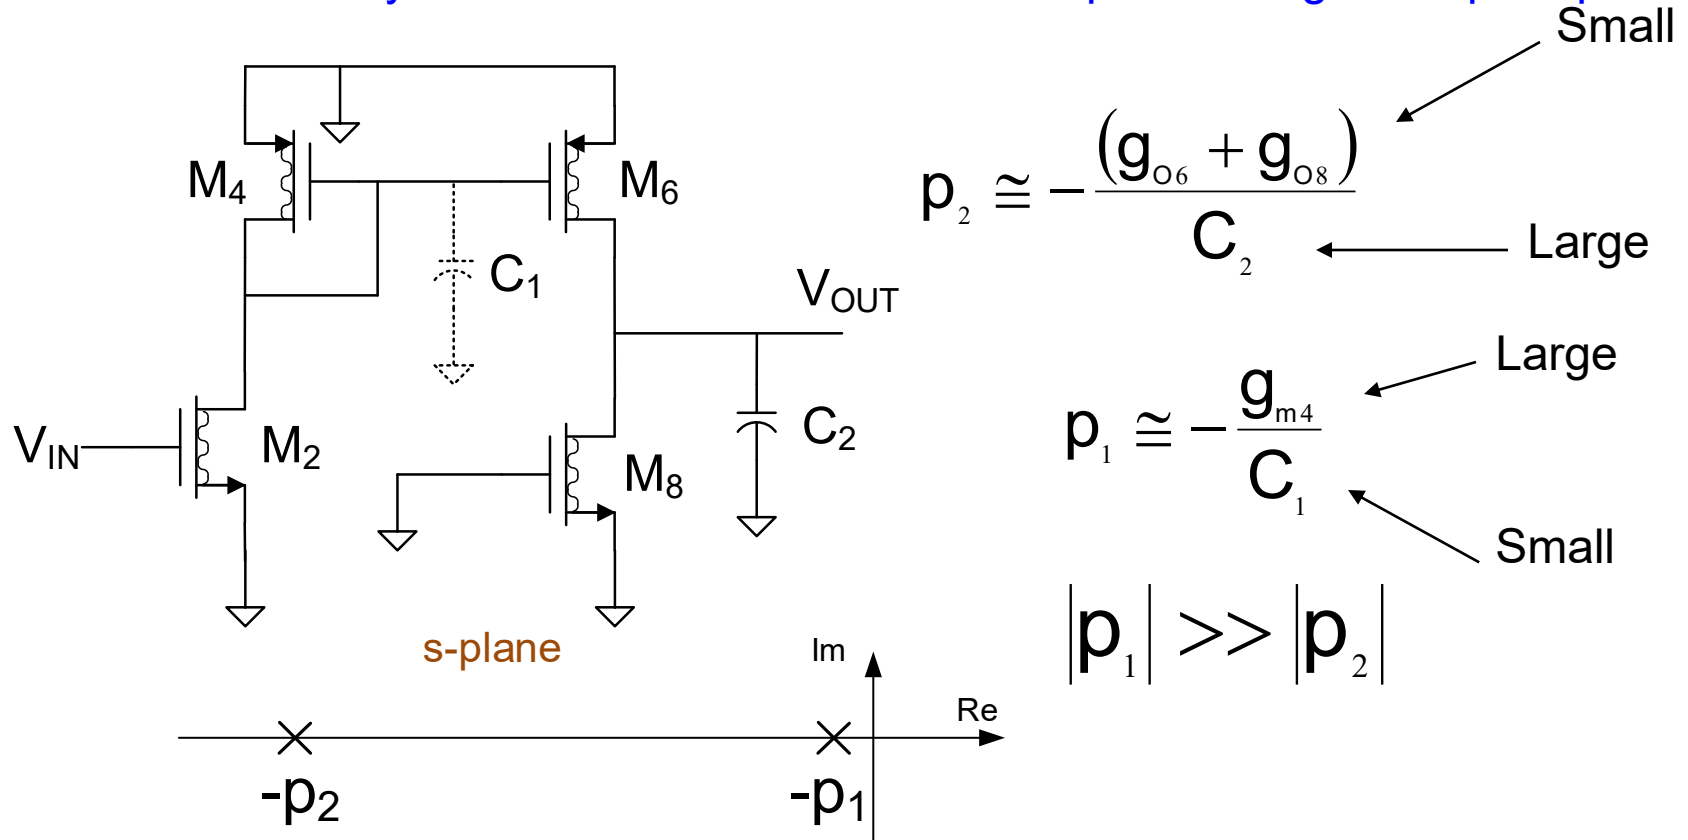 Small
M4
M6
p2 ≅ − (go6 + go8) / C2
C1
Large
VOUT
Large
p1 ≅ − gm4 / C1
VIN
M2
M8
C2
Small
|p1| >> |p2|
s-plane
Im
Re
-p2
-p1